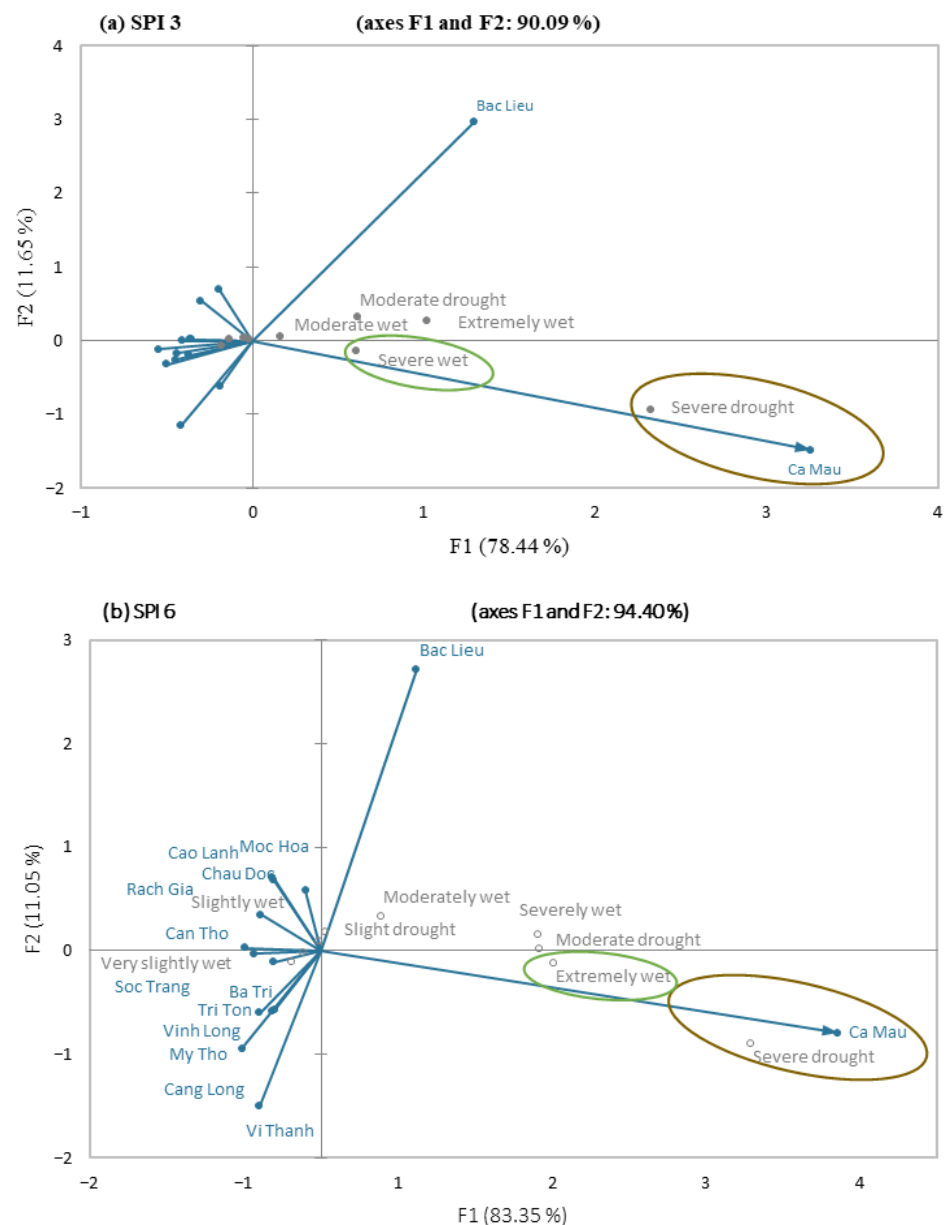 (a) SPI 3 (axes F1 and F2: 90.09 %)
4
Bac Lieu
3
2
F2 (11.65 %)
1
Moderate drought
Moderate wet Extremely wet
0
Severe wet
Severe drought
−1
Ca Mau
−2
−1 0 1 2 3 4
F1 (78.44 %)
(b) SPI 6 (axes F1 and F2: 94.40%)
3
Bac Lieu
2
F2 (11.05 %)
1
Cao Lanh Moc Hoa
Chau Doc
Rach Gia
Slightly wet Moderately wet
Severely wet
Can Tho Slight drought Moderate drought
0
Very slightly wet Extremely wet
Soc Trang Ba Tri
Tri Ton
Vinh Long Ca Mau
My Tho Severe drought
−1
Cang Long
Vi Thanh
−2
−2 −1 1 2 3 4
F1 (83.35 %)